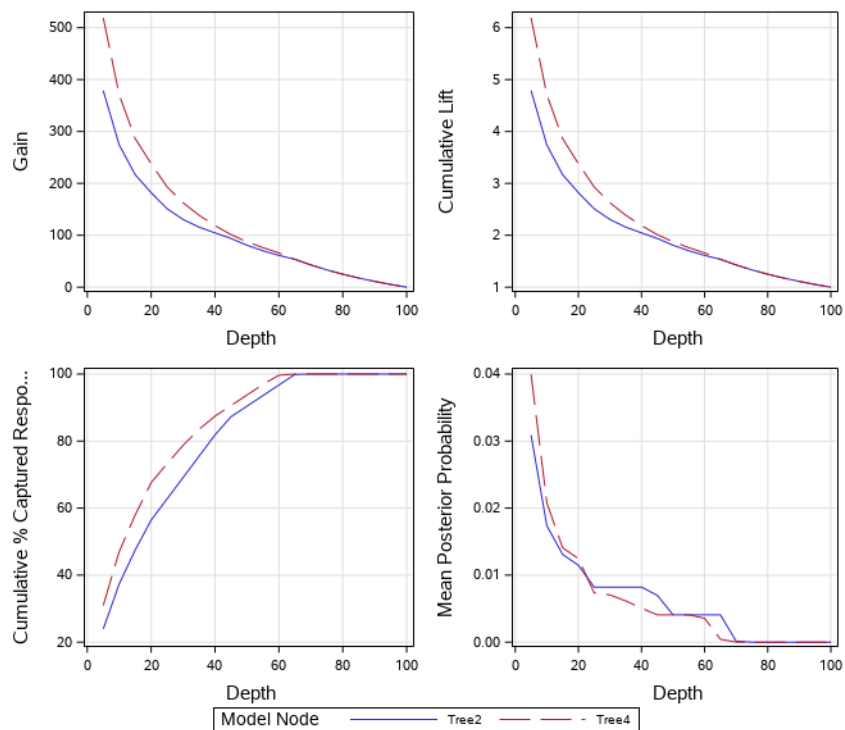 Gain
500
400
300
200
100
0
0 20 40 60 80 100
Depth
Cumulative Lift
6
5
4
3
2
1
0 20 40 60 80 100
Depth
Cumulative % Captured Respo...
100
80
60
40
20
0 20 40 60 80 100
Depth
Mean Posterior Probability
0.04
0.03
0.02
0.01
0.00
0 20 40 60 80 100
Depth
Model Node Tree2 Tree4